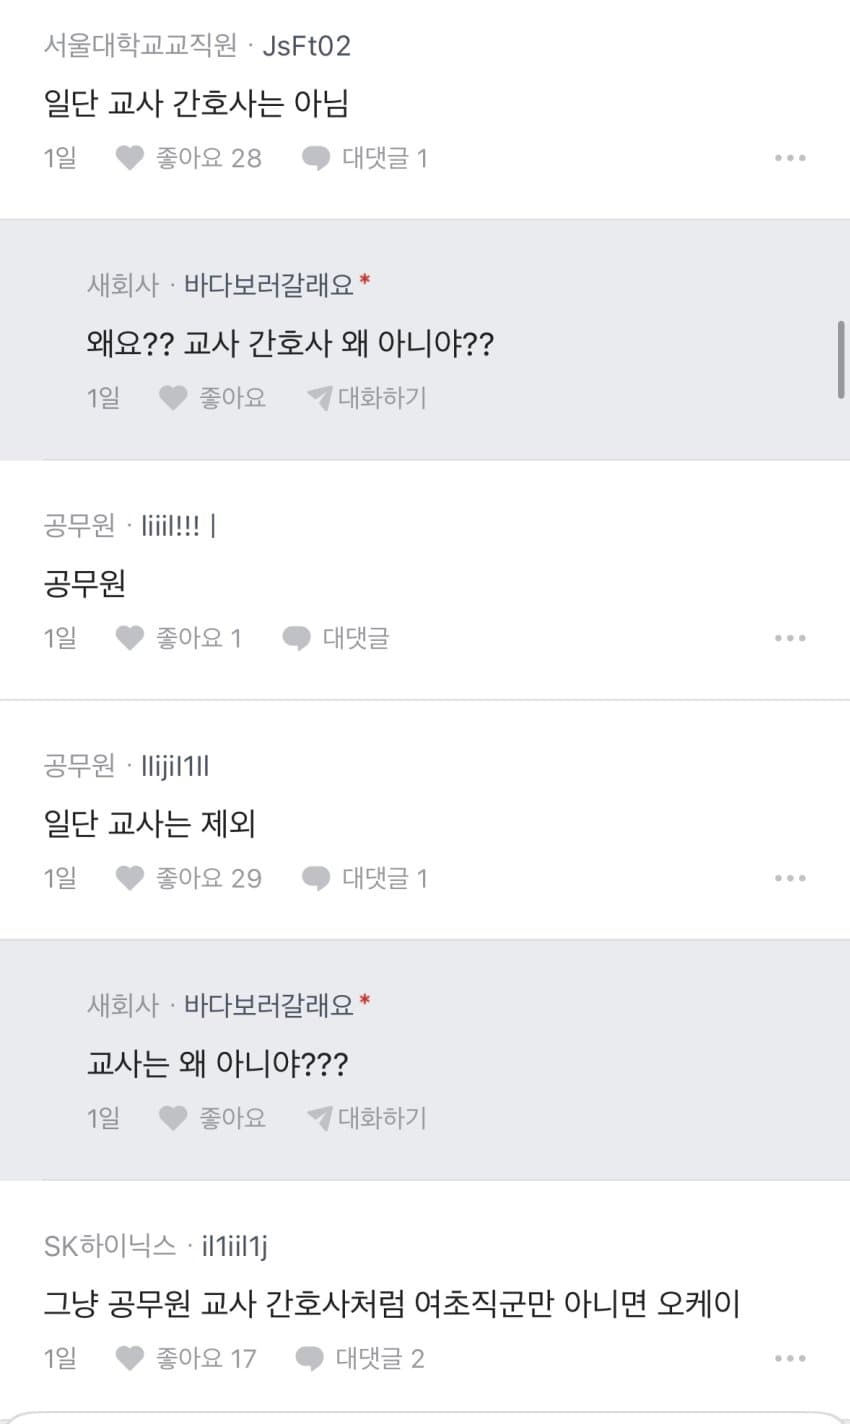 서울대학교교직원 · JsFt02
일단 교사 간호사는 아님
1일 좋아요 28 대댓글 1
새회사 · 바다보러갈래요 *
왜요?? 교사 간호사 왜 아니야??
1일 좋아요 대화하기
공무원 · liiil!!! |
공무원
1일 좋아요 1 대댓글
공무원 · llijil1ll
일단 교사는 제외
1일 좋아요 29 대댓글 1
새회사 · 바다보러갈래요 *
교사는 왜 아니야???
1일 좋아요 대화하기
SK하이닉스 · il1iil1j
그냥 공무원 교사 간호사처럼 여초직군만 아니면 오케이
1일 좋아요 17 대댓글 2